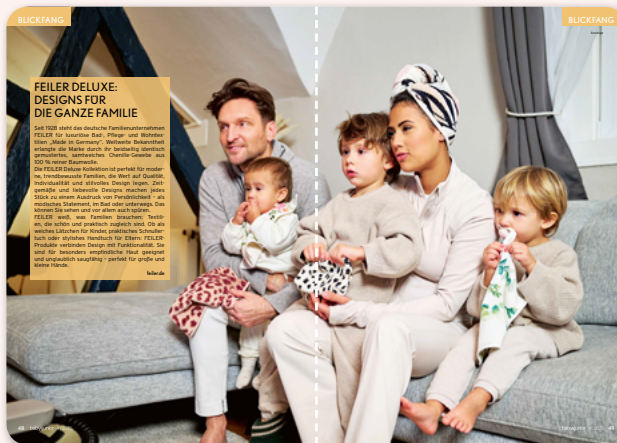 BLICKFANG
BLICKFANG
FEILER DELUXE:
DESIGNS FÜR
DIE GANZE FAMILIE
Seit 1928 steht das deutsche Familienunternehmen
FEILER für luxuriöse Bad-, Pflege- und Wohntex-
tilien „Made in Germany“. Weltweite Bekanntheit
erlangte die Marke durch ihr beidseitig identisch
gemustertes, samtweiches Chenille-Gewebe aus
100 % reiner Baumwolle.
Die FEILER Deluxe Kollektion ist perfekt für moder-
ne, trendbewusste Familien, die Wert auf Qualität,
Individualität und stilvolles Design legen. Zeit-
gemäße und liebevolle Designs machen jedes
Stück zu einem Ausdruck von Persönlichkeit - als
modisches Statement, im Bad oder unterwegs. Das
können Sie sehen und vor allem auch spüren.
FEILER weiß, was Familien brauchen: Textili-
en, die schön und praktisch zugleich sind. Ob als
weiches Lätzchen für Kinder, praktisches Schnuller-
tuch oder stylishes Handtuch für Eltern: FEILER-
Produkte verbinden Design mit Funktionalität. Sie
sind für besonders empfindliche Haut geeignet
und unglaublich saugfähig - perfekt für große und
kleine Hände.
feiler.de
48
49